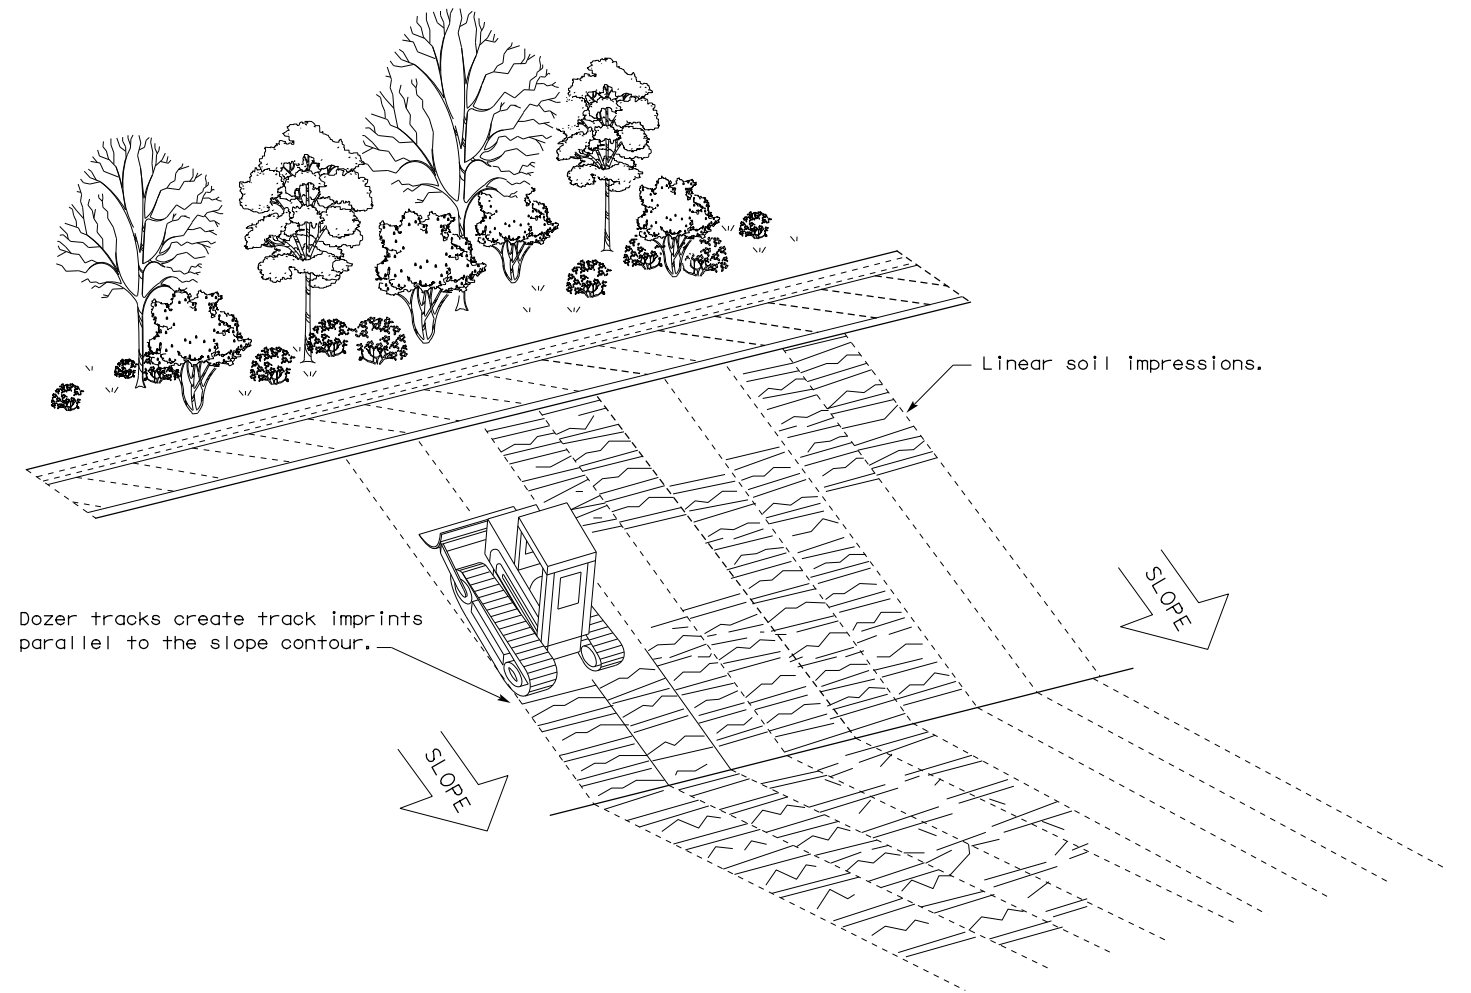 Linear soil impressions.
SLOPE
Dozer tracks create track imprints
parallel to the slope contour.
SLOPE